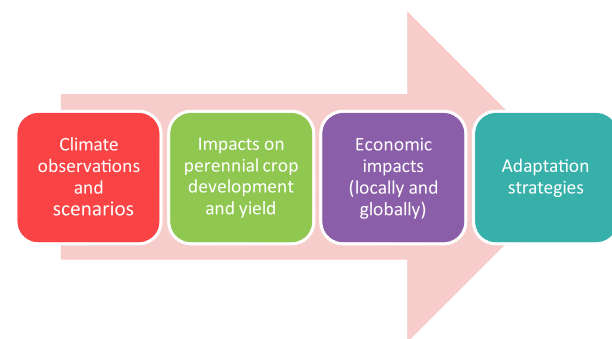 Climate
observations
and
scenarios
Impacts on
perennial crop
development
and yield
Economic
impacts
(locally and
globally)
Adaptation
strategies